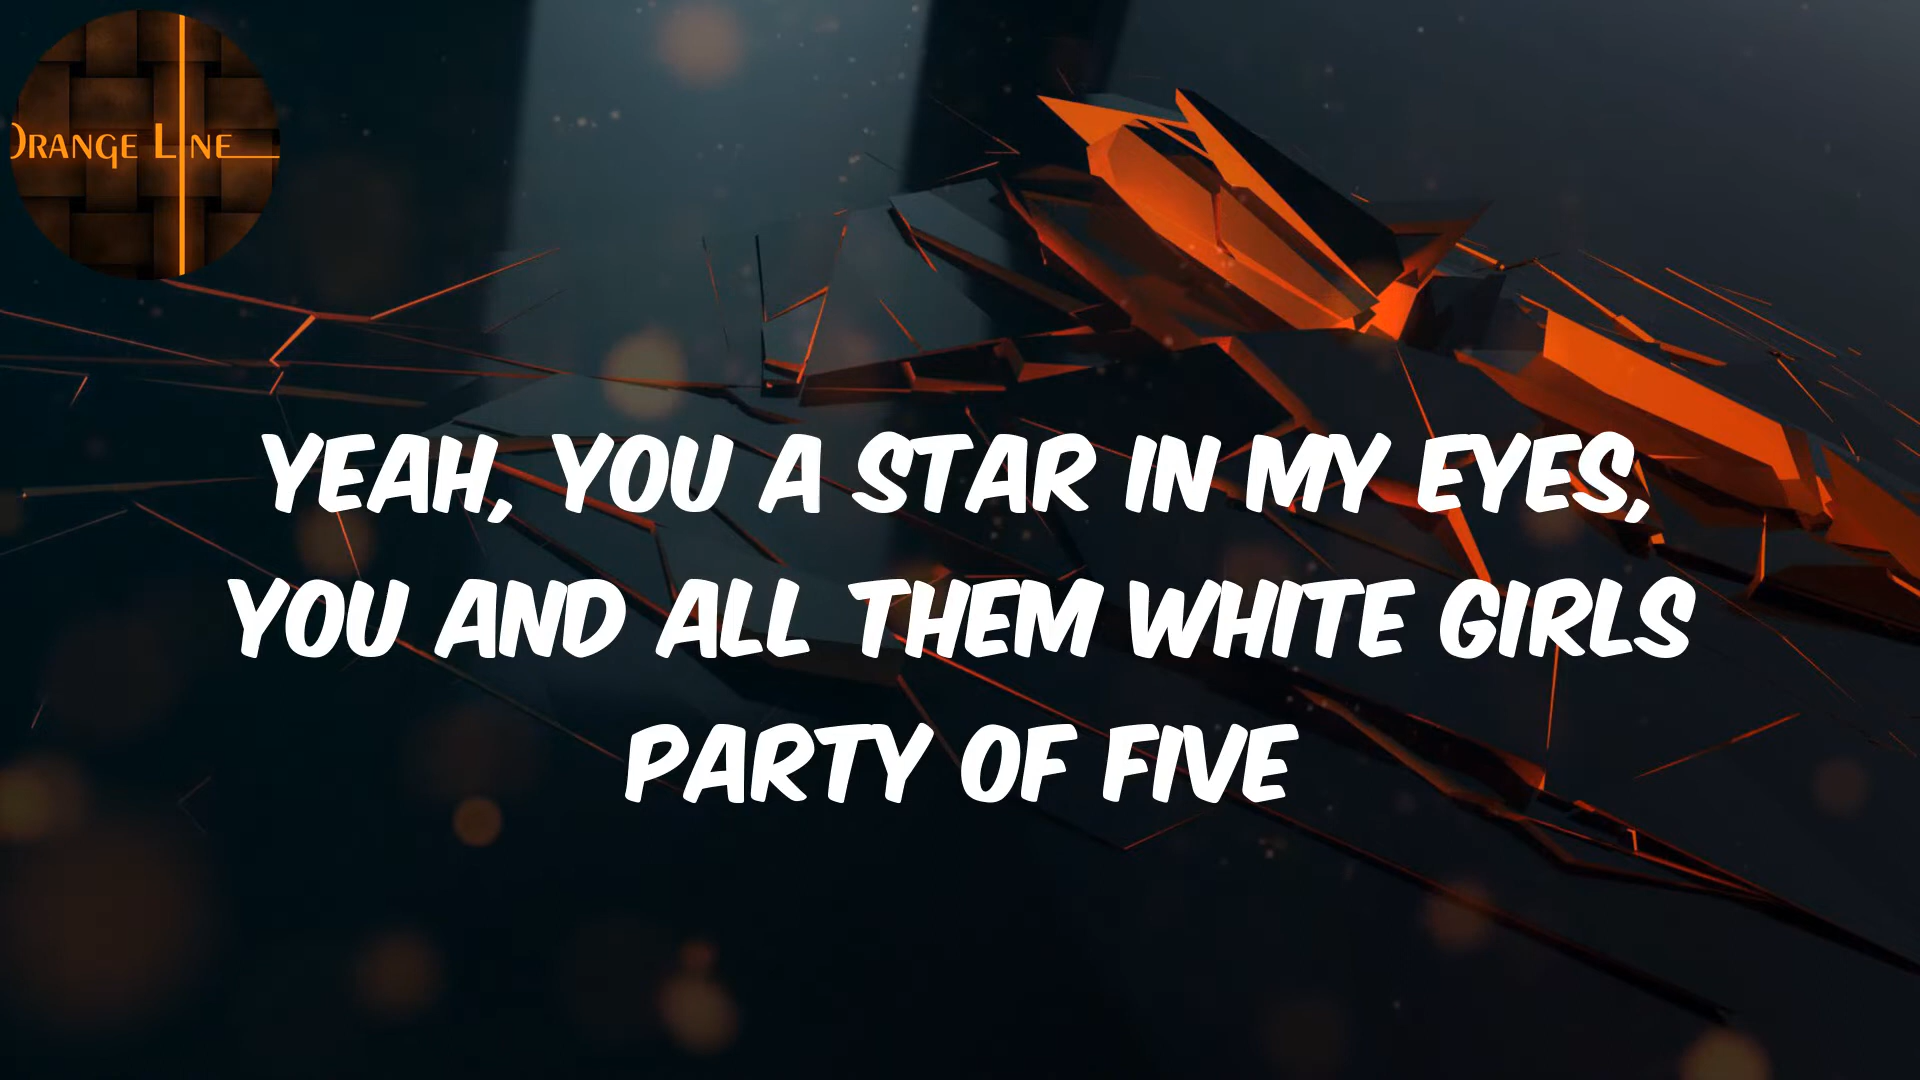 ORANGE LINE
YEAH, YOU A STAR IN MY EYES,
YOU AND ALL THEM WHITE GIRLS
PARTY OF FIVE